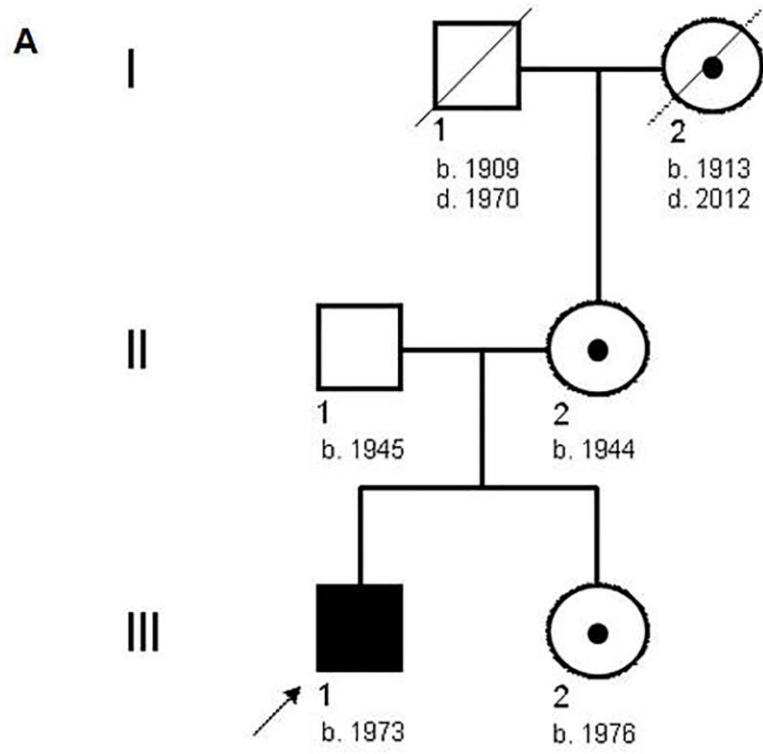 A
I
1
2
b. 1909
b. 1913
d. 1970
d. 2012
II
1
2
b. 1945
b. 1944
III
1
2
b. 1973
b. 1976